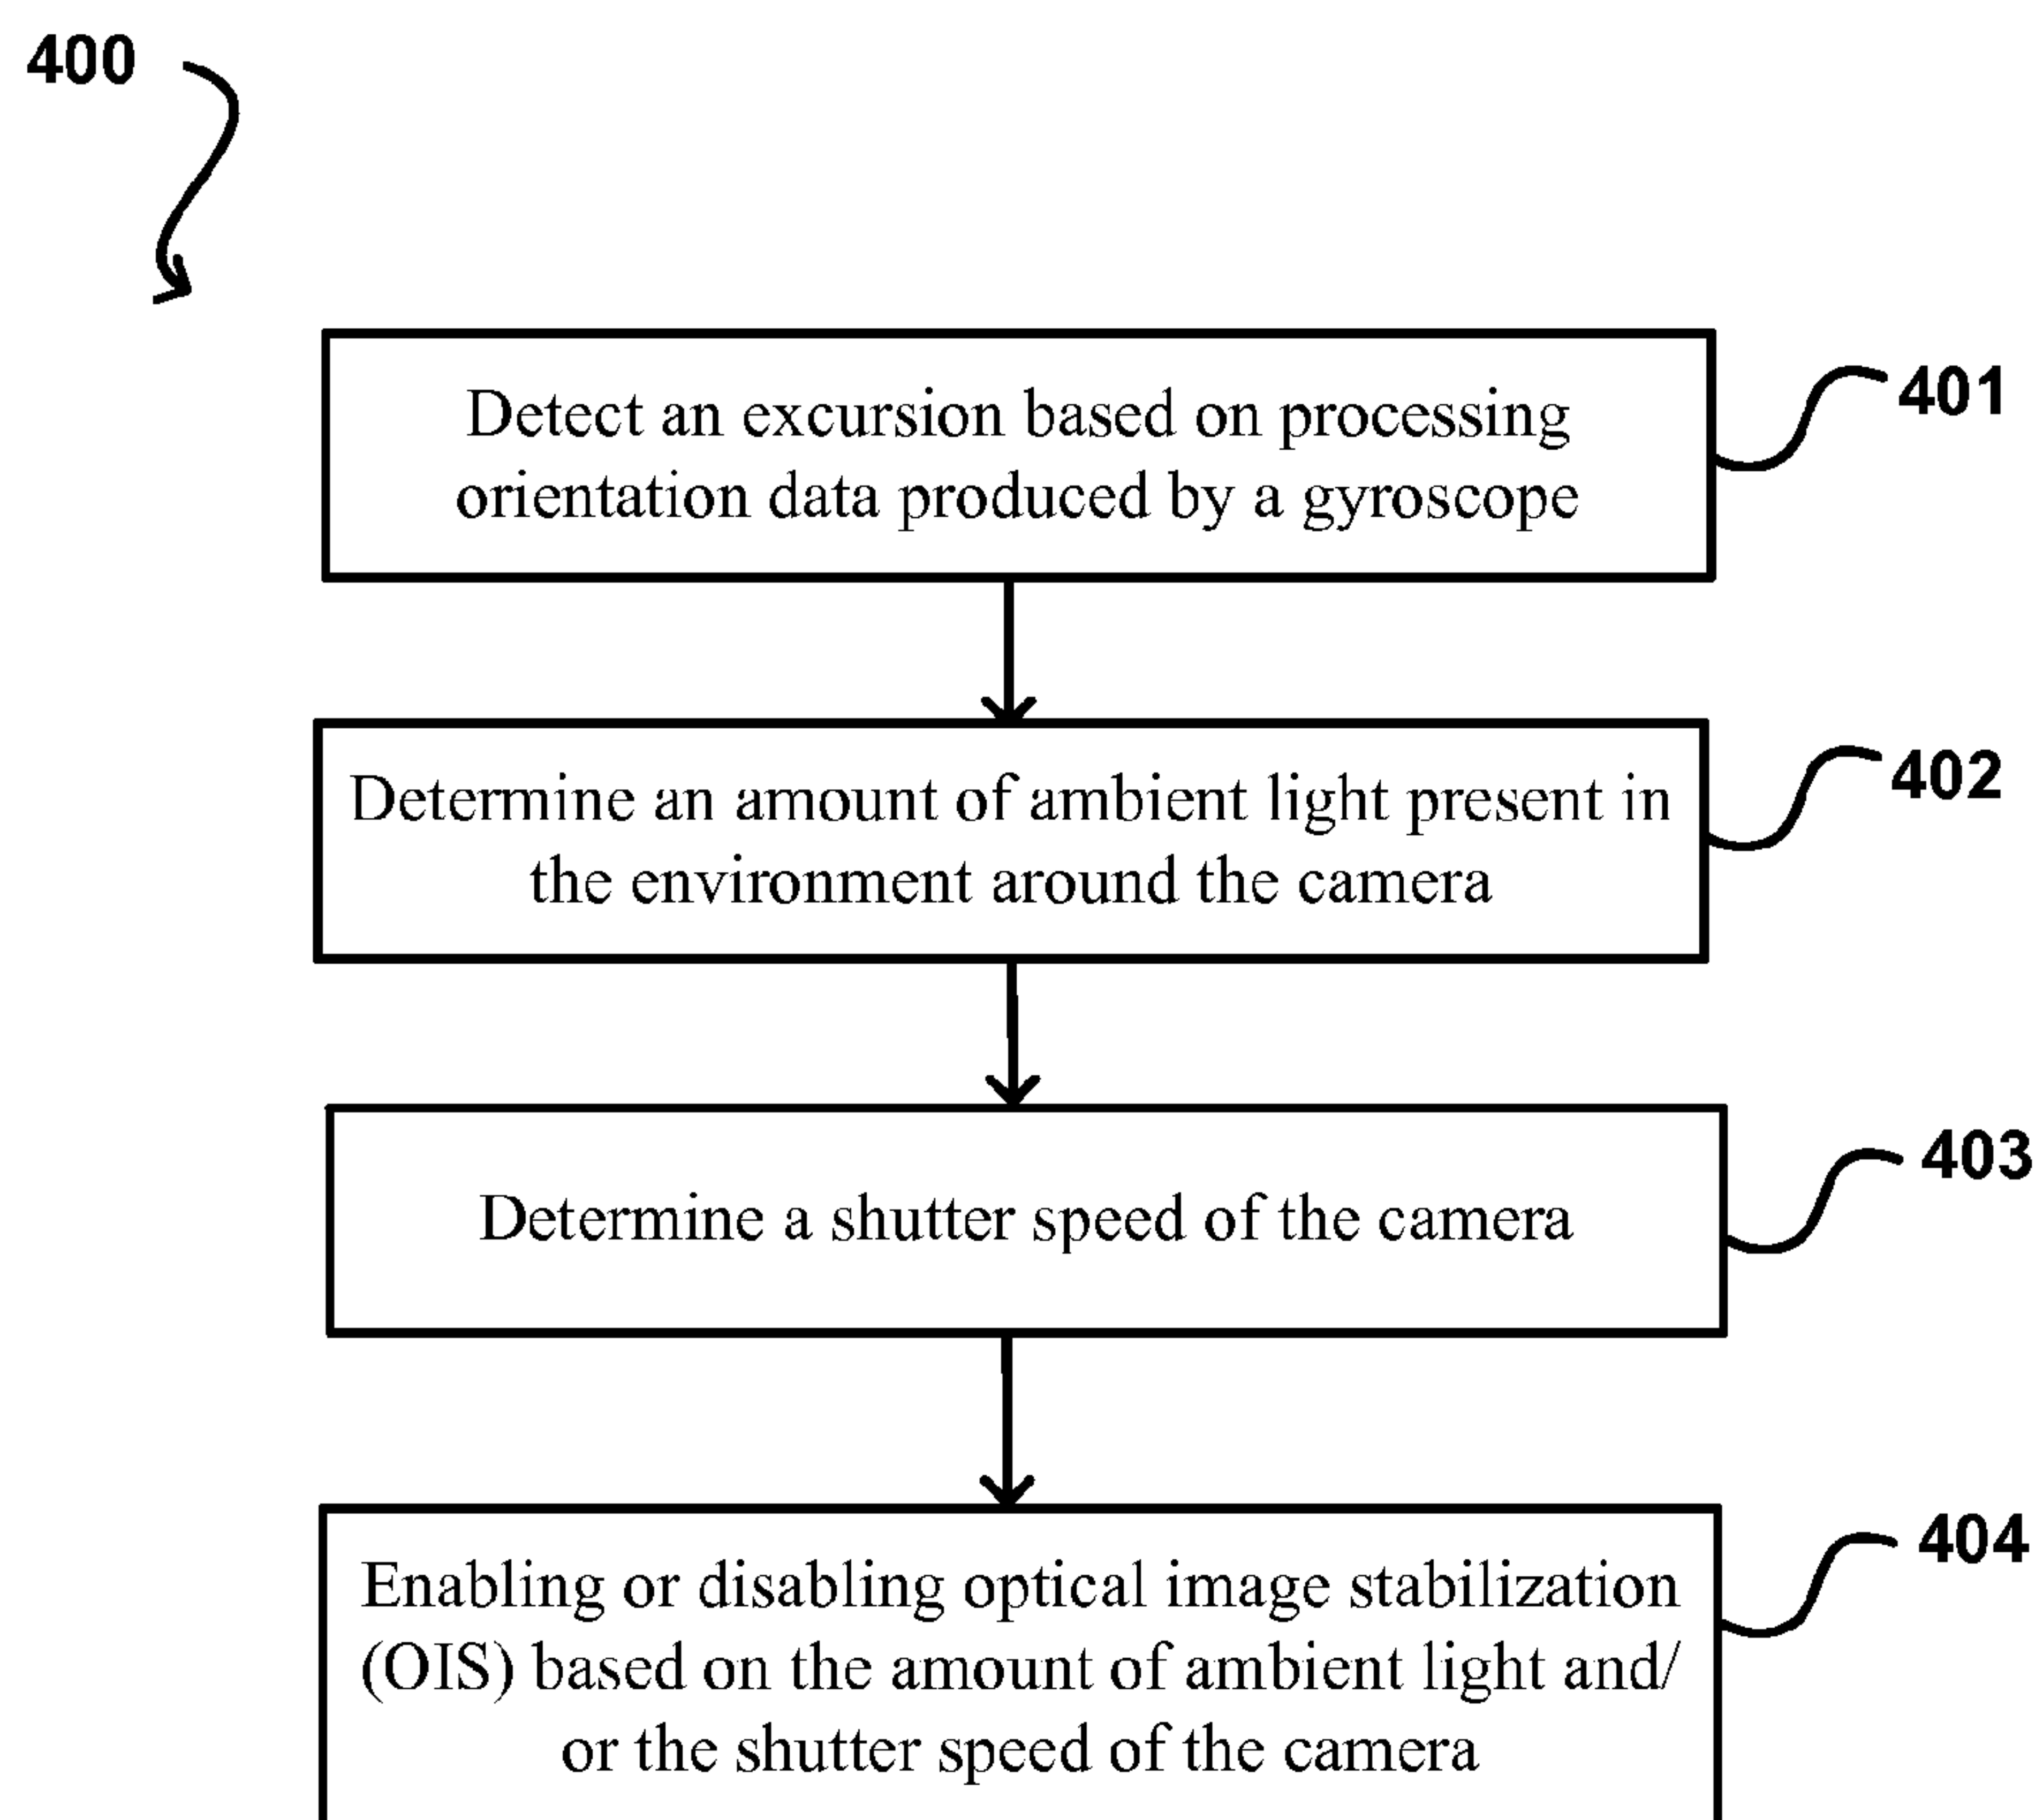 400
Detect an excursion based on processing
orientation data produced by a gyroscope
401
Determine an amount of ambient light present in
the environment around the camera
402
Determine a shutter speed of the camera
403
Enabling or disabling optical image stabilization
(OIS) based on the amount of ambient light and/
or the shutter speed of the camera
404